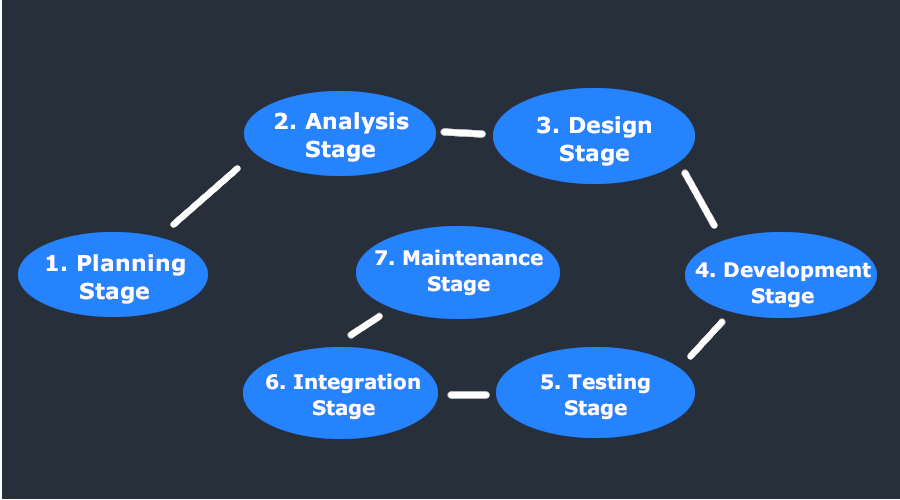 1. Planning
Stage
2. Analysis
Stage
3. Design
Stage
4. Development
Stage
5. Testing
Stage
6. Integration
Stage
7. Maintenance
Stage